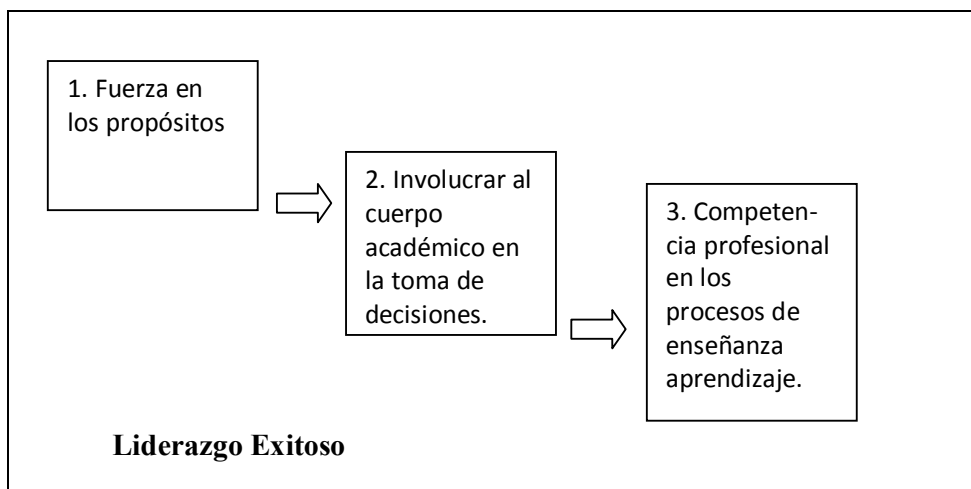 1. Fuerza en
los propósitos
2. Involucrar al
cuerpo
académico en
la toma de
decisiones.
3. Competen-
cia profesional
en los
procesos de
enseñanza
aprendizaje.
Liderazgo Exitoso